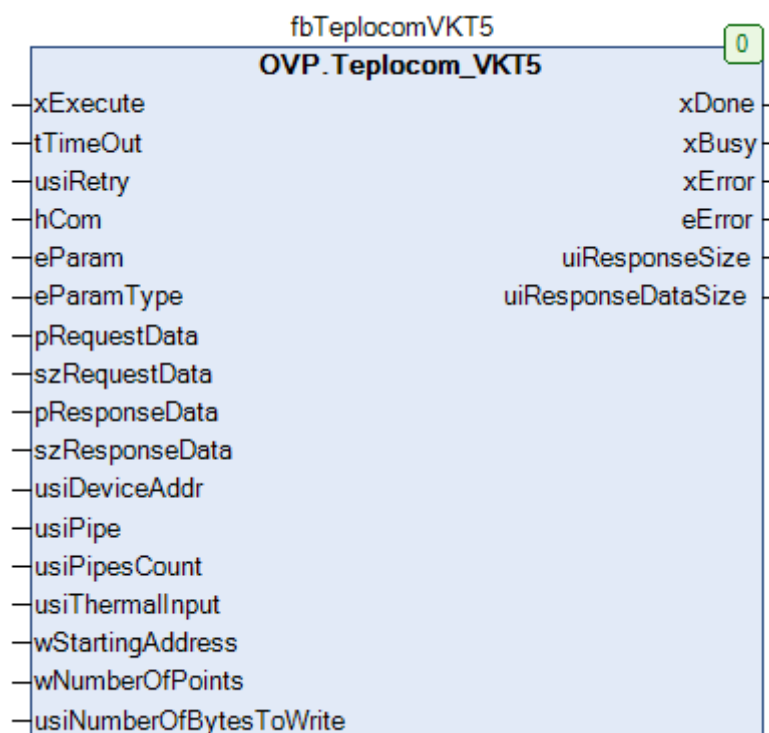 fbTeplocomVKT5
0
OVP.Teplocom_VKT5
xExecute xDone
tTimeOut xBusy
usiRetry xError
hCom eError
eParam uiResponseSize
eParamType uiResponseDataSize
pRequestData
szRequestData
pResponseData
szResponseData
usiDeviceAddr
usiPipe
usiPipesCount
usiThermalInput
wStartingAddress
wNumberOfPoints
usiNumberOfBytesToWrite